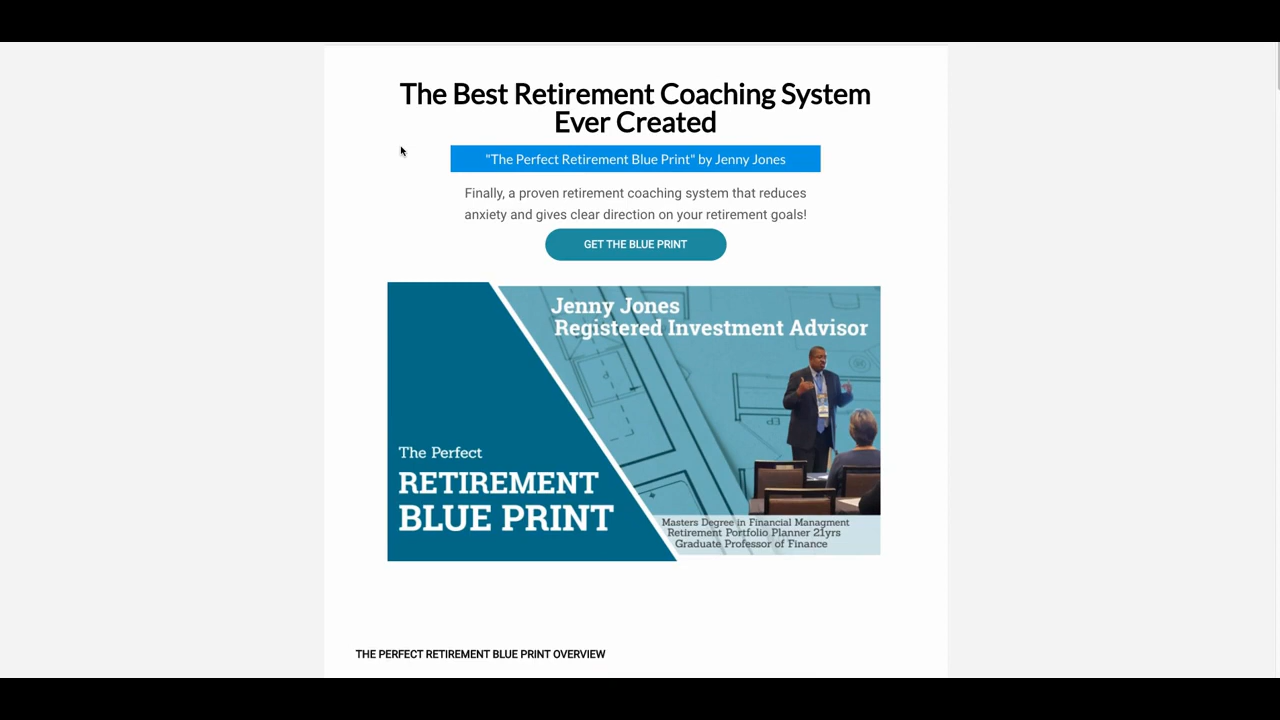 The Best Retirement Coaching System
Ever Created
"The Perfect Retirement Blue Print" by Jenny Jones
Finally, a proven retirement coaching system that reduces
anxiety and gives clear direction on your retirement goals!
GET THE BLUE PRINT
Jenny Jones
Registered Investment Advisor
The Perfect
RETIREMENT
BLUE PRINT
Masters Degree in Financial Managment
Retirement Portfolio Planner 21yrs
Graduate Professor of Finance
THE PERFECT RETIREMENT BLUE PRINT OVERVIEW